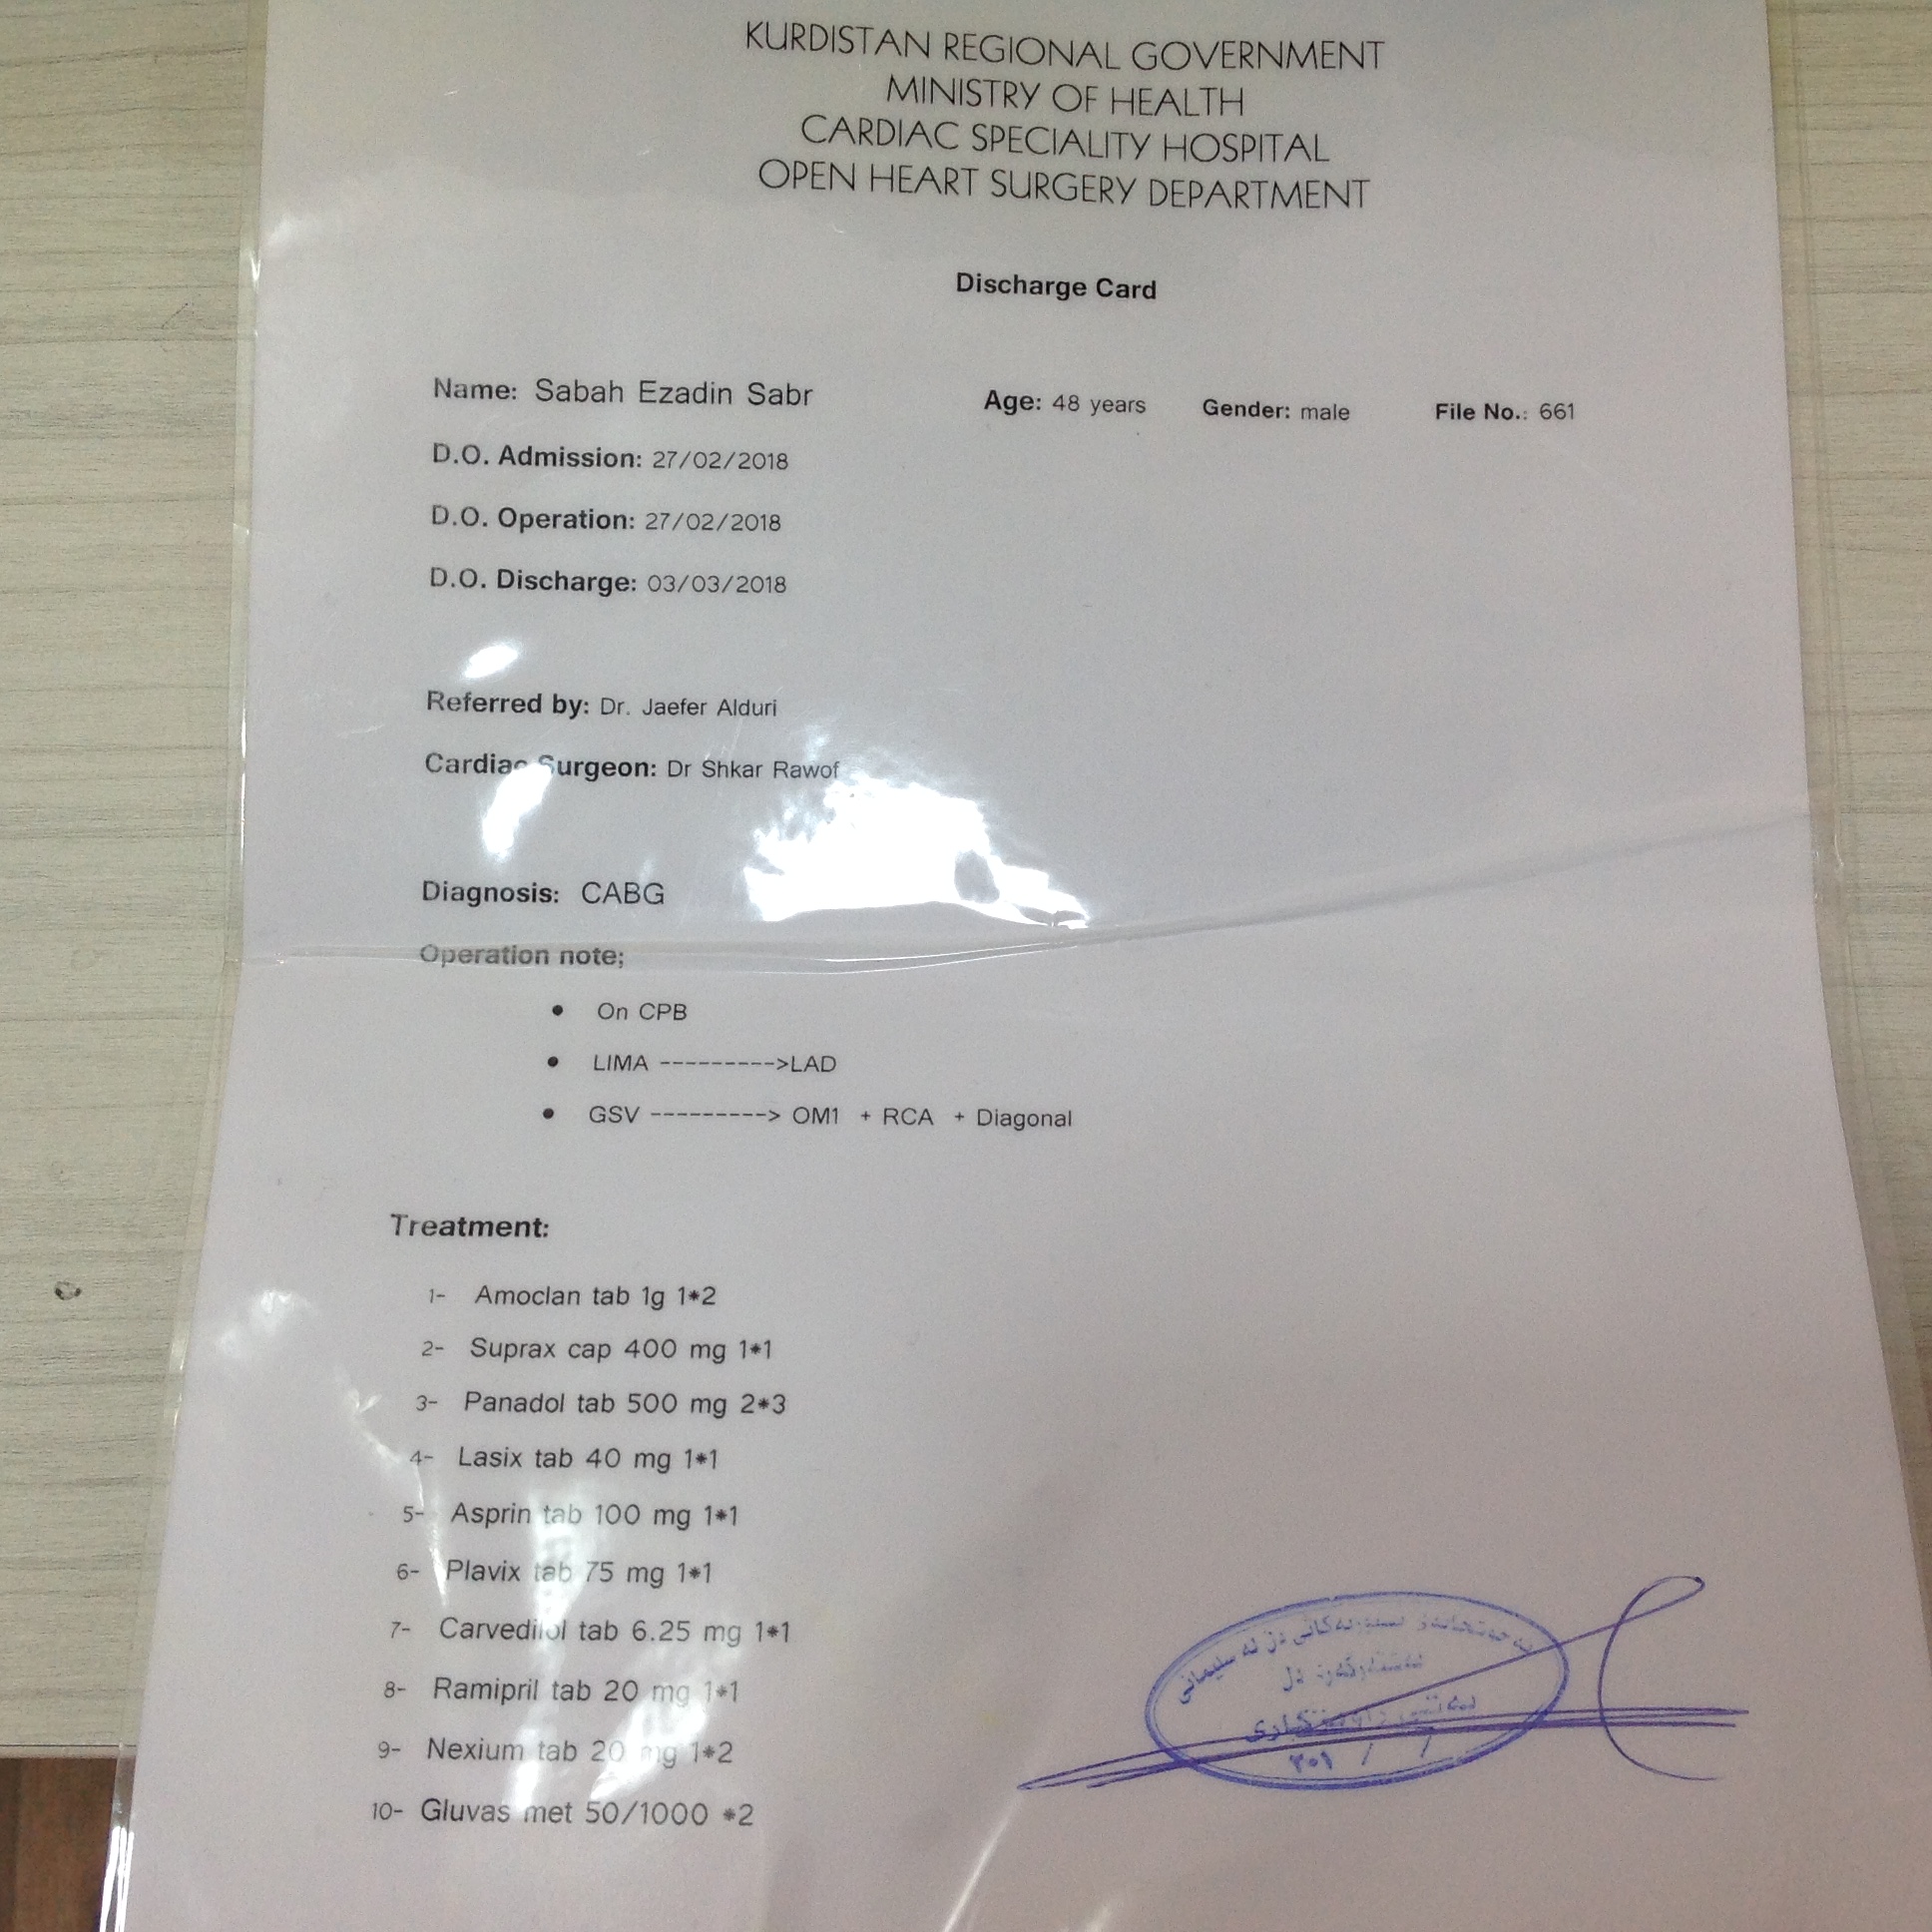 KURDISTAN REGIONAL GOVERNMENT
MINISTRY OF HEALTH
CARDIAC SPECIALITY HOSPITAL
OPEN HEART SURGERY DEPARTMENT
Discharge Card
Name: Sabah Ezadin Sabr Age: 48 years Gender: male File No.: 661
D.O. Admission: 27/02/2018
D.O. Operation: 27/02/2018
D.O. Discharge: 03/03/2018
Referred by: Dr. Jaefer Alduri
Cardiac Surgeon: Dr Shkar Rawof
Diagnosis: CABG
Operation note;
• On CPB
• LIMA --------->LAD
• GSV ---------> OM1 + RCA + Diagonal
Treatment:
1- Amoclan tab 1g 1*2
2- Suprax cap 400 mg 1*1
3- Panadol tab 500 mg 2*3
4- Lasix tab 40 mg 1*1
5- Asprin tab 100 mg 1*1
6- Plavix tab 75 mg 1*1
7- Carvedilol tab 6.25 mg 1*1
8- Ramipril tab 20 mg 1*1
9- Nexium tab 20 mg 1*2
10- Gluvas met 50/1000 *2
دل لە سلێمانی
دل
٢٠١ / /